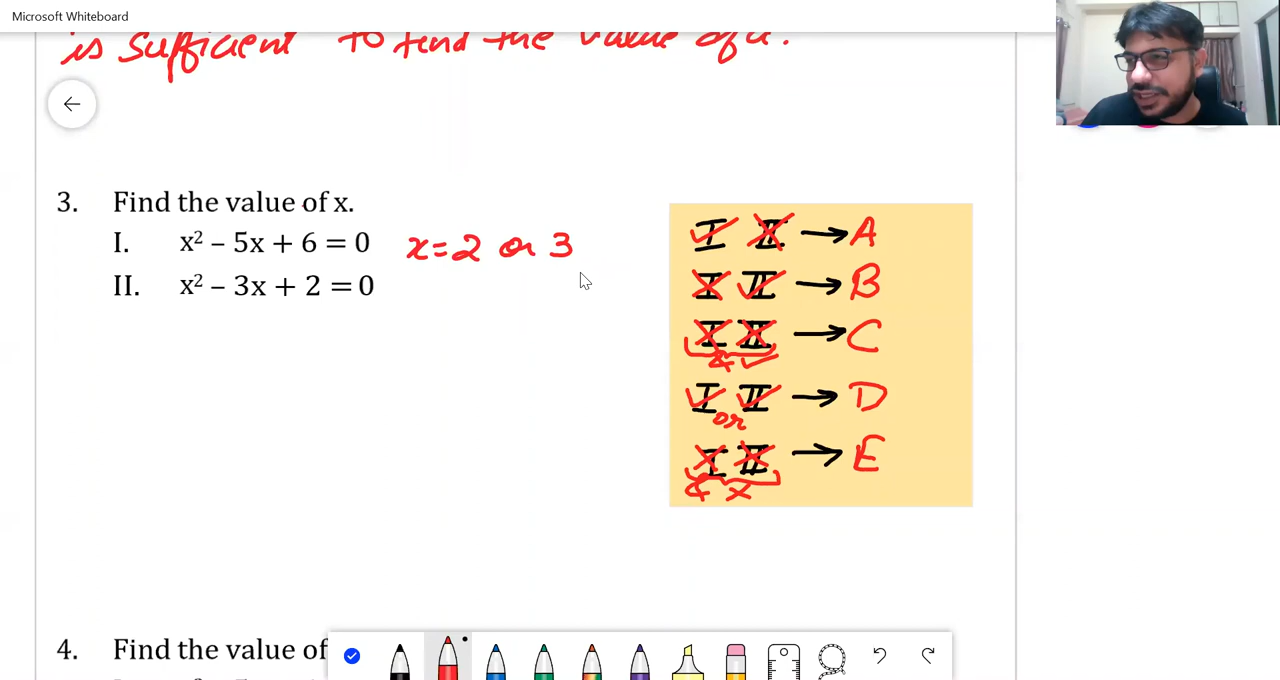 Microsoft Whiteboard
is sufficient to find the value of x.
3. Find the value of x.
I. x² – 5x + 6 = 0 x = 2 or 3
II. x² – 3x + 2 = 0
I II → A
I II → B
I II → C
&
I II → D
or
I II → E
&
4. Find the value of